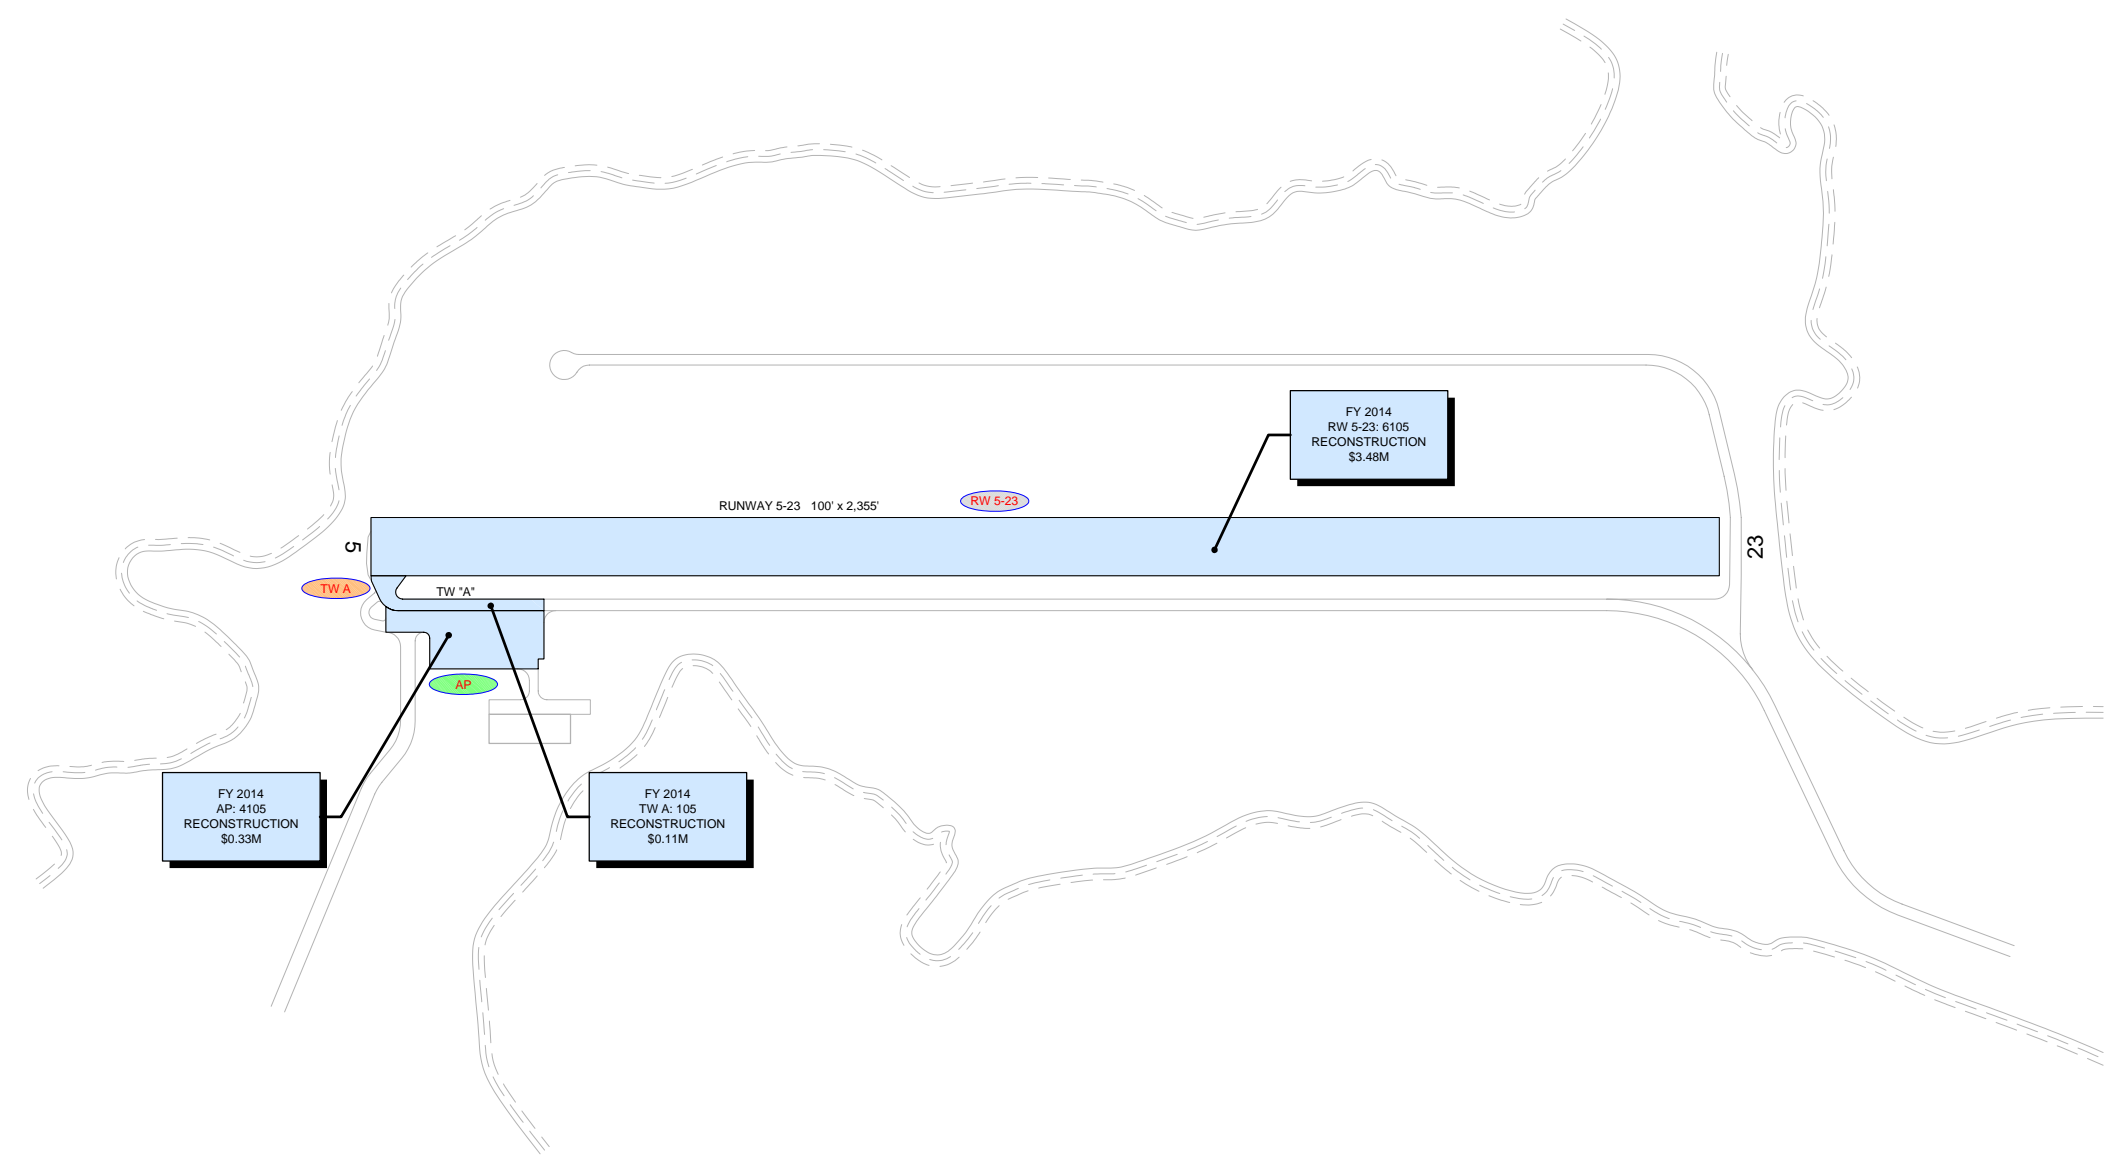 FY 2014
RW 5-23: 6105
RECONSTRUCTION
$3.48M
RUNWAY 5-23 100' x 2,355'
RW 5-23
5
23
TW A
TW "A"
AP
FY 2014
AP: 4105
RECONSTRUCTION
$0.33M
FY 2014
TW A: 105
RECONSTRUCTION
$0.11M